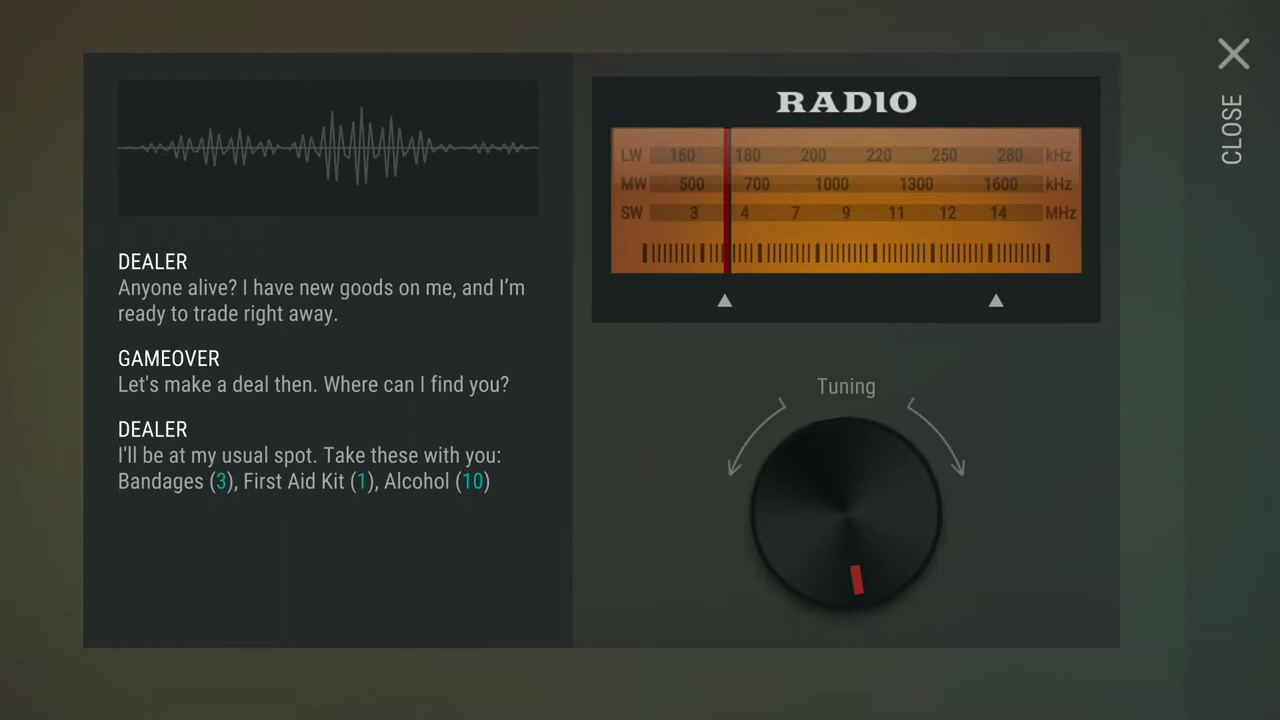 DEALER
Anyone alive? I have new goods on me, and I’m
ready to trade right away.
GAMEOVER
Let's make a deal then. Where can I find you?
DEALER
I'll be at my usual spot. Take these with you:
Bandages (3), First Aid Kit (1), Alcohol (10)
RADIO
LW 160 180 200 220 250 280 kHz
MW 500 700 1000 1300 1600 kHz
SW 3 4 7 9 11 12 14 MHz
Tuning
CLOSE